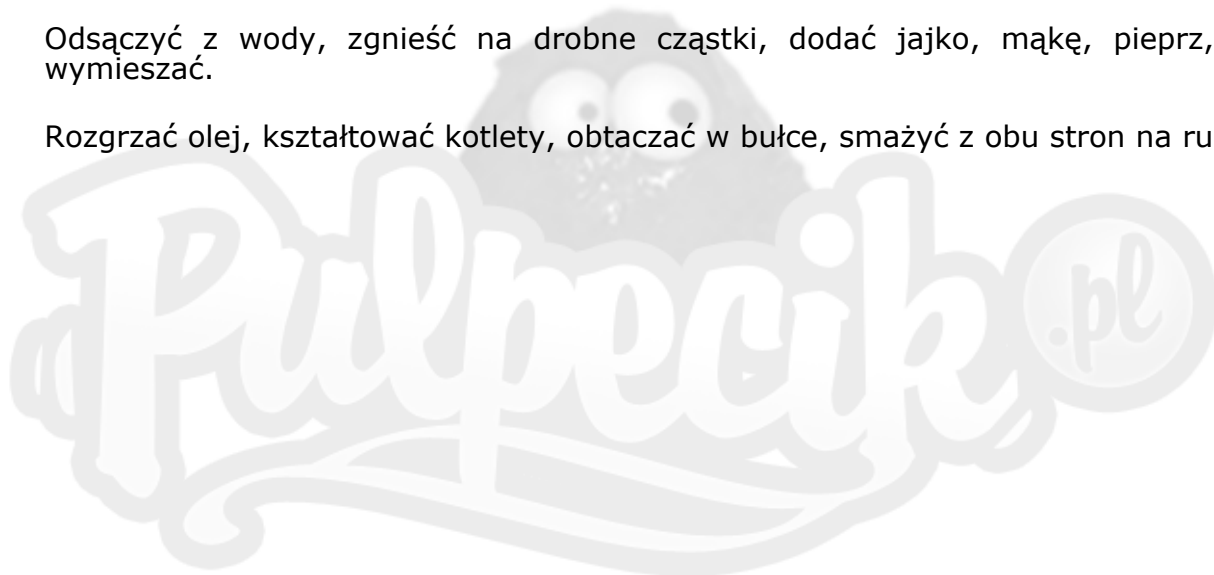 Odsączyć z wody, zgnieść na drobne cząstki, dodać jajko, mąkę, pieprz,
wymieszać.
Rozgrzać olej, kształtować kotlety, obtaczać w bułce, smażyć z obu stron na ru
Pulpecik.pl